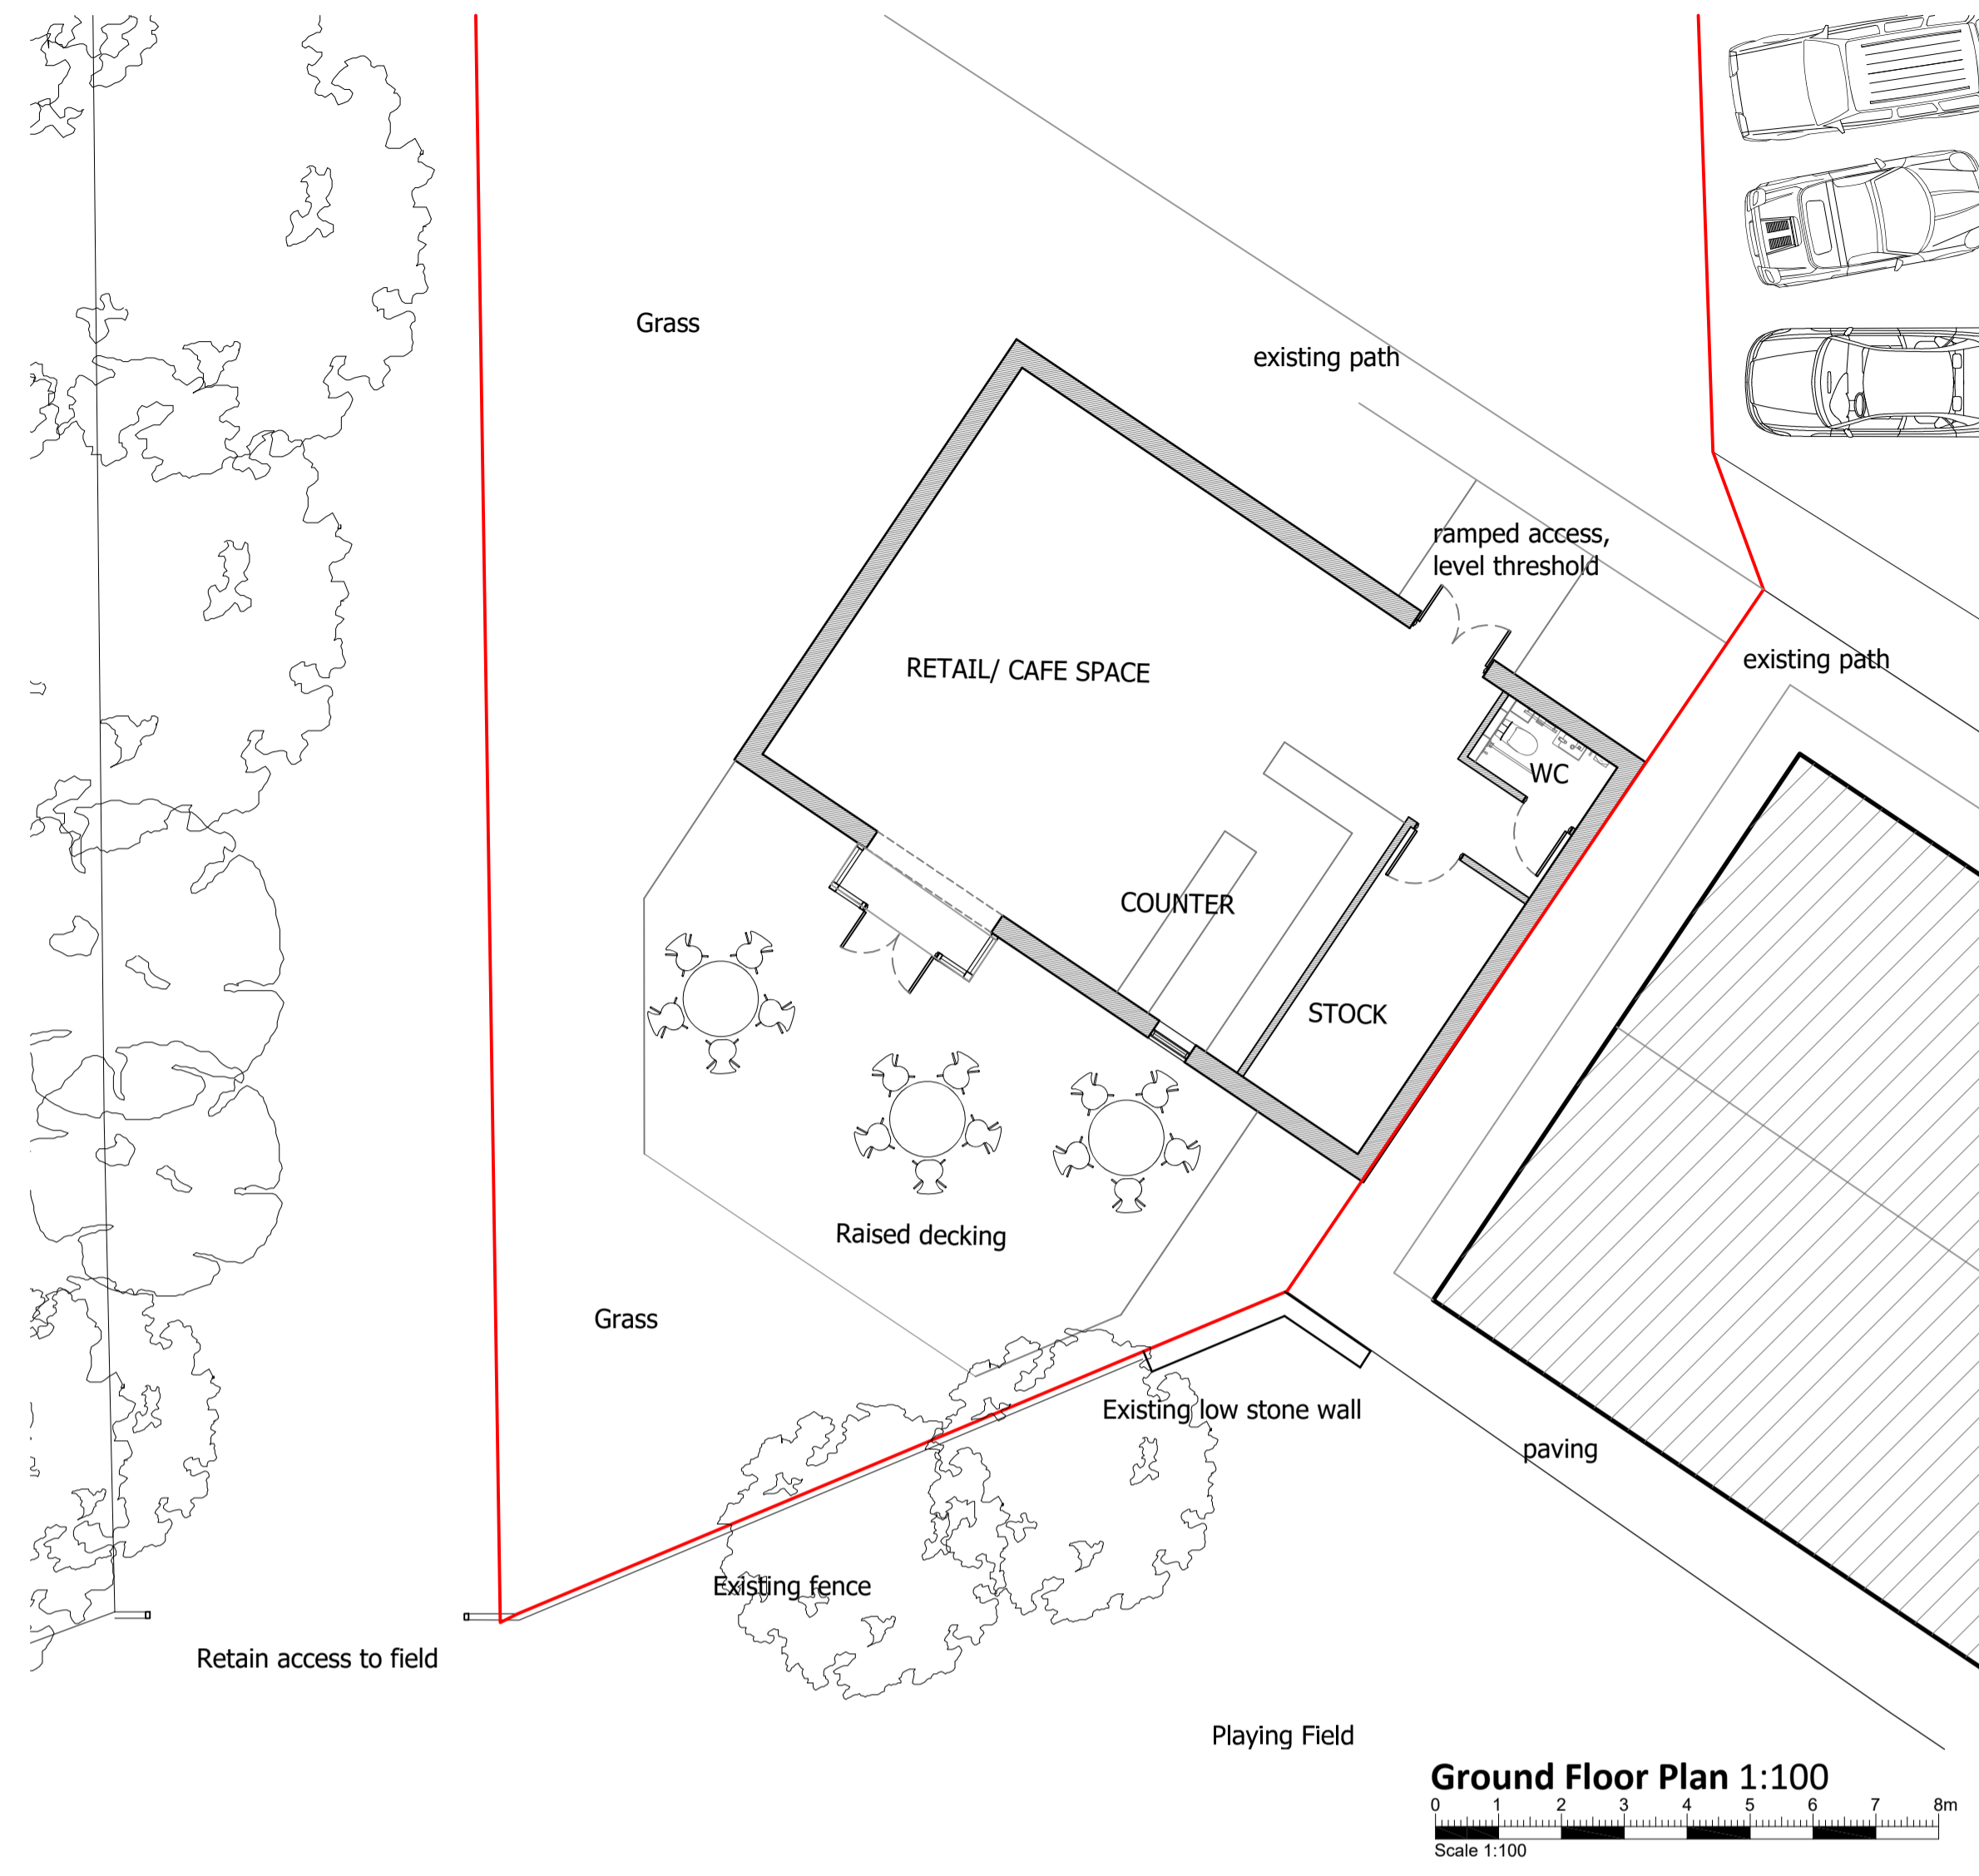 Grass
existing path
ramped access,
level threshold
existing path
RETAIL/ CAFE SPACE
WC
COUNTER
STOCK
Raised decking
Grass
Existing low stone wall
paving
Existing fence
Retain access to field
Playing Field
Ground Floor Plan 1:100
0 1 2 3 4 5 6 7 8m
Scale 1:100